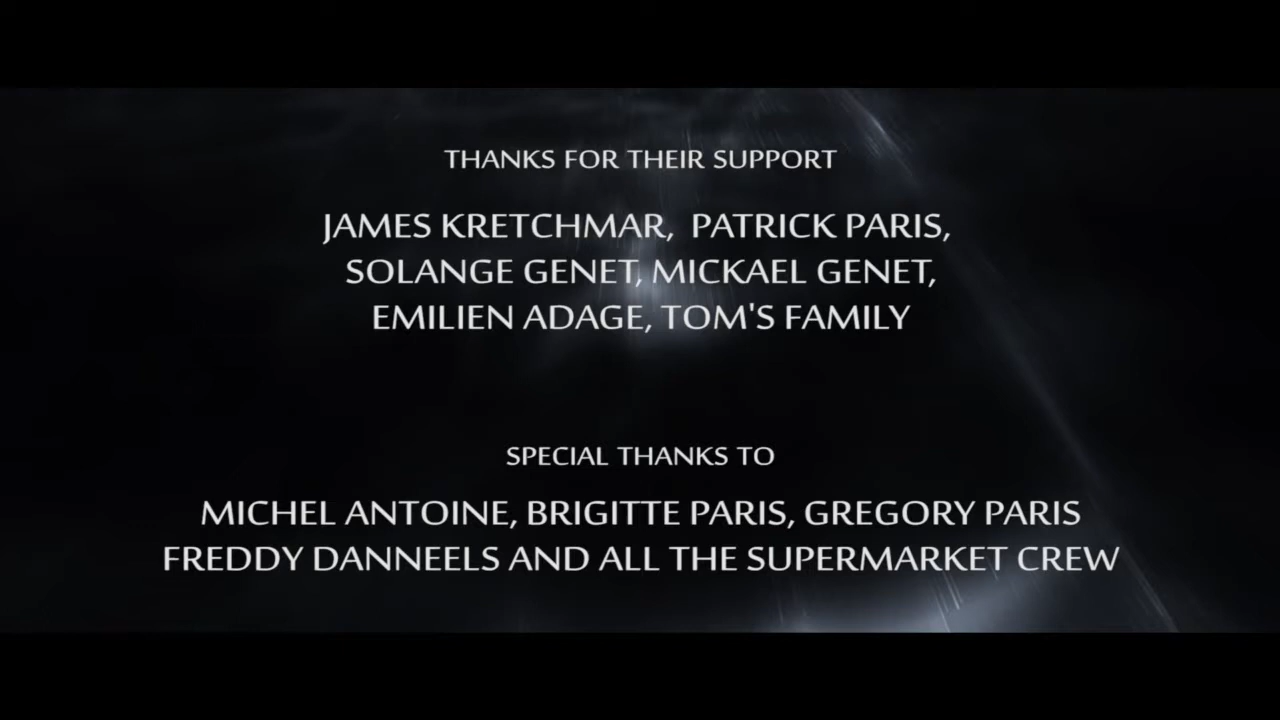 THANKS FOR THEIR SUPPORT
JAMES KRETCHMAR, PATRICK PARIS,
SOLANGE GENET, MICKAEL GENET,
EMILIEN ADAGE, TOM'S FAMILY
SPECIAL THANKS TO
MICHEL ANTOINE, BRIGITTE PARIS, GREGORY PARIS
FREDDY DANNEELS AND ALL THE SUPERMARKET CREW